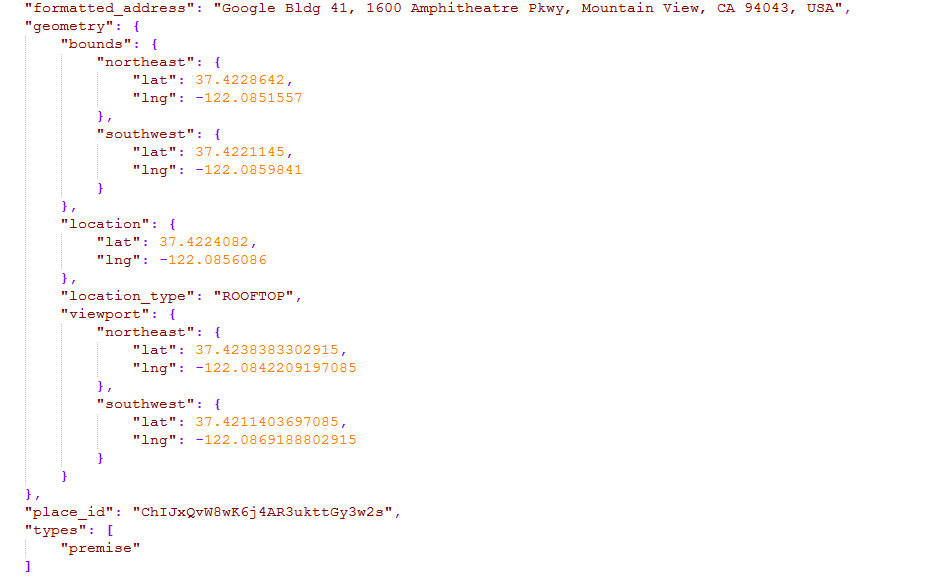 "formatted_address": "Google Bldg 41, 1600 Amphitheatre Pkwy, Mountain View, CA 94043, USA",
"geometry": {
"bounds": {
"northeast": {
"lat": 37.4228642,
"lng": -122.0851557
},
"southwest": {
"lat": 37.4221145,
"lng": -122.0859841
}
},
"location": {
"lat": 37.4224082,
"lng": -122.0856086
},
"location_type": "ROOFTOP",
"viewport": {
"northeast": {
"lat": 37.4238383302915,
"lng": -122.0842209197085
},
"southwest": {
"lat": 37.4211403697085,
"lng": -122.0869188802915
}
}
},
"place_id": "ChIJxQvW8wK6j4AR3ukttGy3w2s",
"types": [
"premise"
]